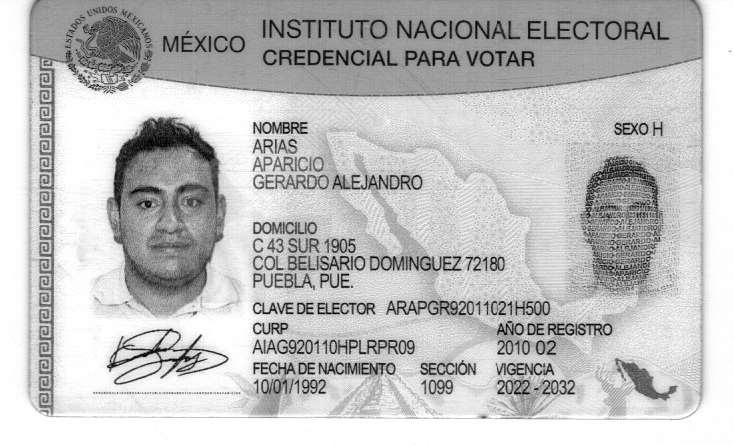 ESTADOS UNIDOS MEXICANOS
MÉXICO INSTITUTO NACIONAL ELECTORAL
CREDENCIAL PARA VOTAR
NOMBRE SEXO H
ARIAS
APARICIO
GERARDO ALEJANDRO
DOMICILIO
C 43 SUR 1905
COL BELISARIO DOMINGUEZ 72180
PUEBLA, PUE.
CLAVE DE ELECTOR ARAPGR92011021H500
CURP AÑO DE REGISTRO
AIAG920110HPLRPR09 2010 02
FECHA DE NACIMIENTO SECCIÓN VIGENCIA
10/01/1992 1099 2022 - 2032